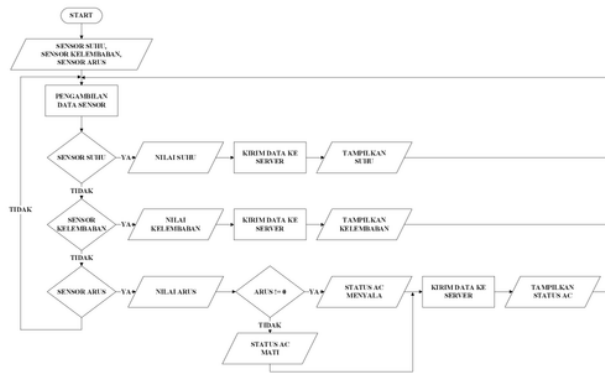 START
SENSOR SUHU,
SENSOR KELEMBABAN,
SENSOR ARUS
PENGAMBILAN
DATA SENSOR
SENSOR SUHU
YA
NILAI SUHU
KIRIM DATA KE
SERVER
TAMPILKAN
SUHU
TIDAK
TIDAK
SENSOR
KELEMBABAN
YA
NILAI
KELEMBABAN
KIRIM DATA KE
SERVER
TAMPILKAN
KELEMBABAN
TIDAK
SENSOR ARUS
YA
NILAI ARUS
ARUS != 0
YA
STATUS AC
MENYALA
KIRIM DATA KE
SERVER
TAMPILKAN
STATUS AC
TIDAK
STATUS AC
MATI